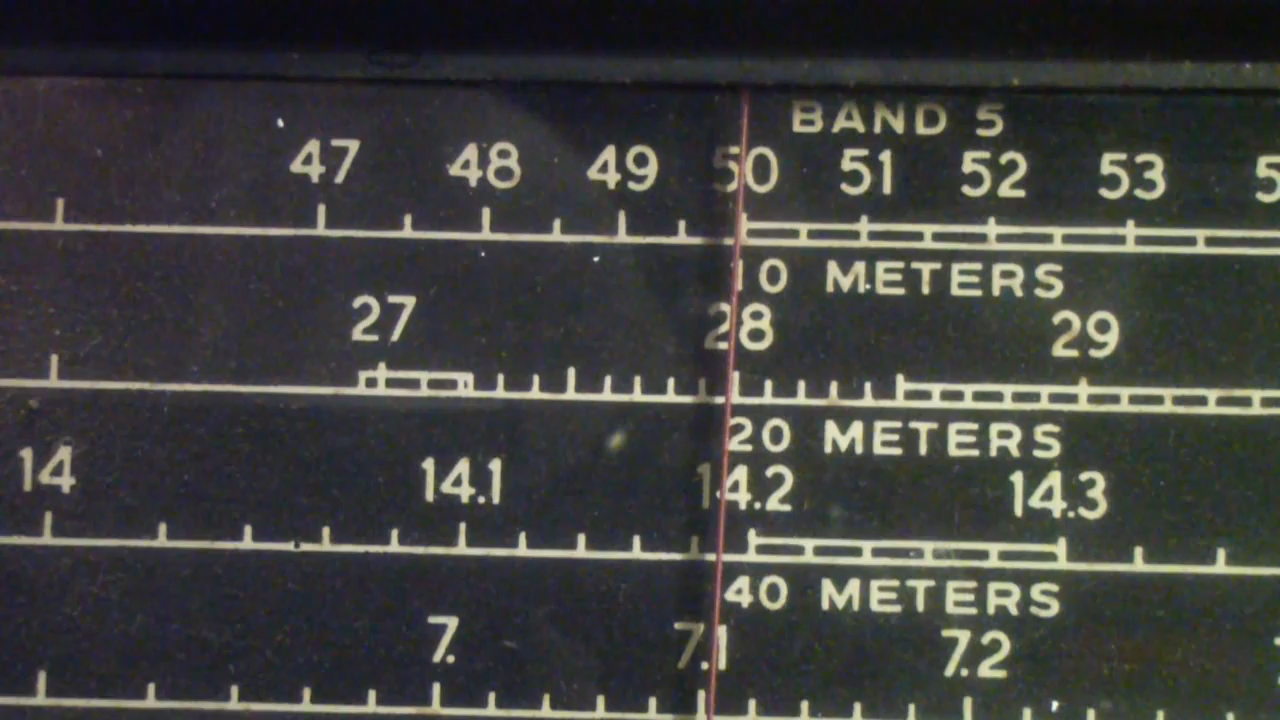 BAND 5
47 48 49 50 51 52 53
10 METERS
27 28 29
20 METERS
14 14.1 14.2 14.3
40 METERS
7. 7.1 7.2